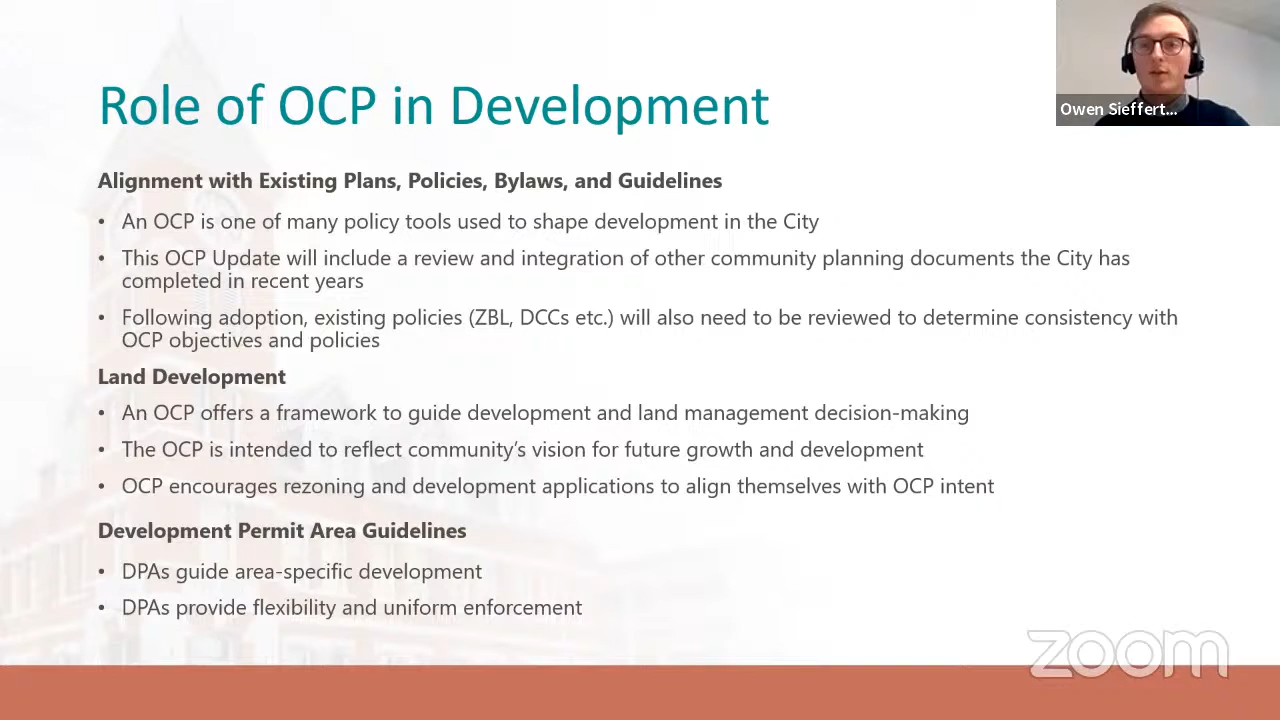 Role of OCP in Development
Owen Sieffert...
Alignment with Existing Plans, Policies, Bylaws, and Guidelines
• An OCP is one of many policy tools used to shape development in the City
• This OCP Update will include a review and integration of other community planning documents the City has
completed in recent years
• Following adoption, existing policies (ZBL, DCCs etc.) will also need to be reviewed to determine consistency with
OCP objectives and policies
Land Development
• An OCP offers a framework to guide development and land management decision-making
• The OCP is intended to reflect community’s vision for future growth and development
• OCP encourages rezoning and development applications to align themselves with OCP intent
Development Permit Area Guidelines
• DPAs guide area-specific development
• DPAs provide flexibility and uniform enforcement
zoom